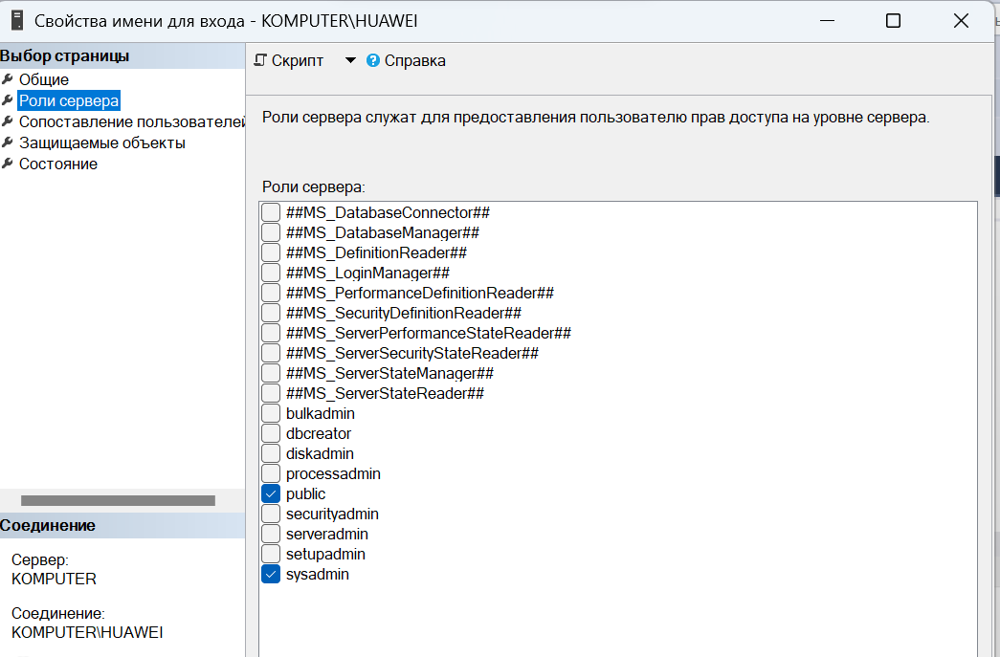 Свойства имени для входа - KOMPUTER\HUAWEI
Выбор страницы
Общие
Роли сервера
Сопоставление пользователей
Защищаемые объекты
Состояние
Скрипт
Справка
Роли сервера служат для предоставления пользователю прав доступа на уровне сервера.
Роли сервера:
##MS_DatabaseConnector##
##MS_DatabaseManager##
##MS_DefinitionReader##
##MS_LoginManager##
##MS_PerformanceDefinitionReader##
##MS_SecurityDefinitionReader##
##MS_ServerPerformanceStateReader##
##MS_ServerSecurityStateReader##
##MS_ServerStateManager##
##MS_ServerStateReader##
bulkadmin
dbcreator
diskadmin
processadmin
public
securityadmin
serveradmin
setupadmin
sysadmin
Соединение
Сервер:
KOMPUTER
Соединение:
KOMPUTER\HUAWEI